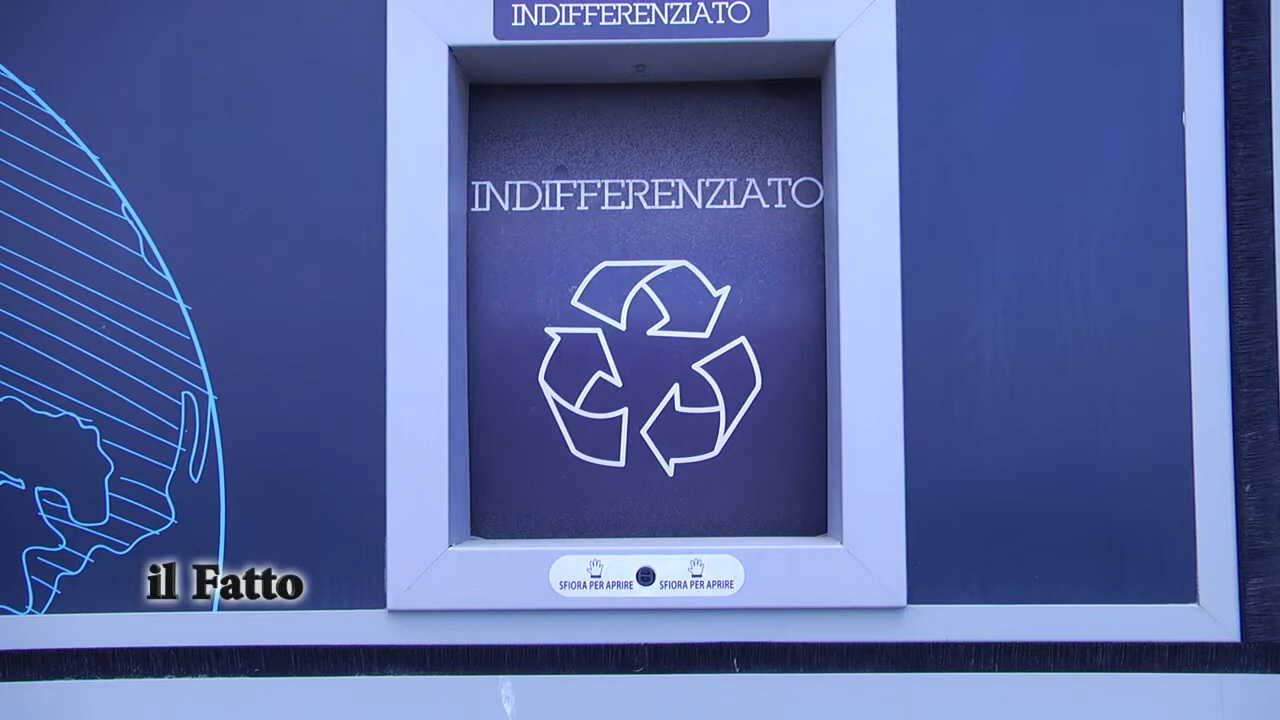 INDIFFERENZIATO
INDIFFERENZIATO
SFIORA PER APRIRE SFIORA PER APRIRE
il Fatto